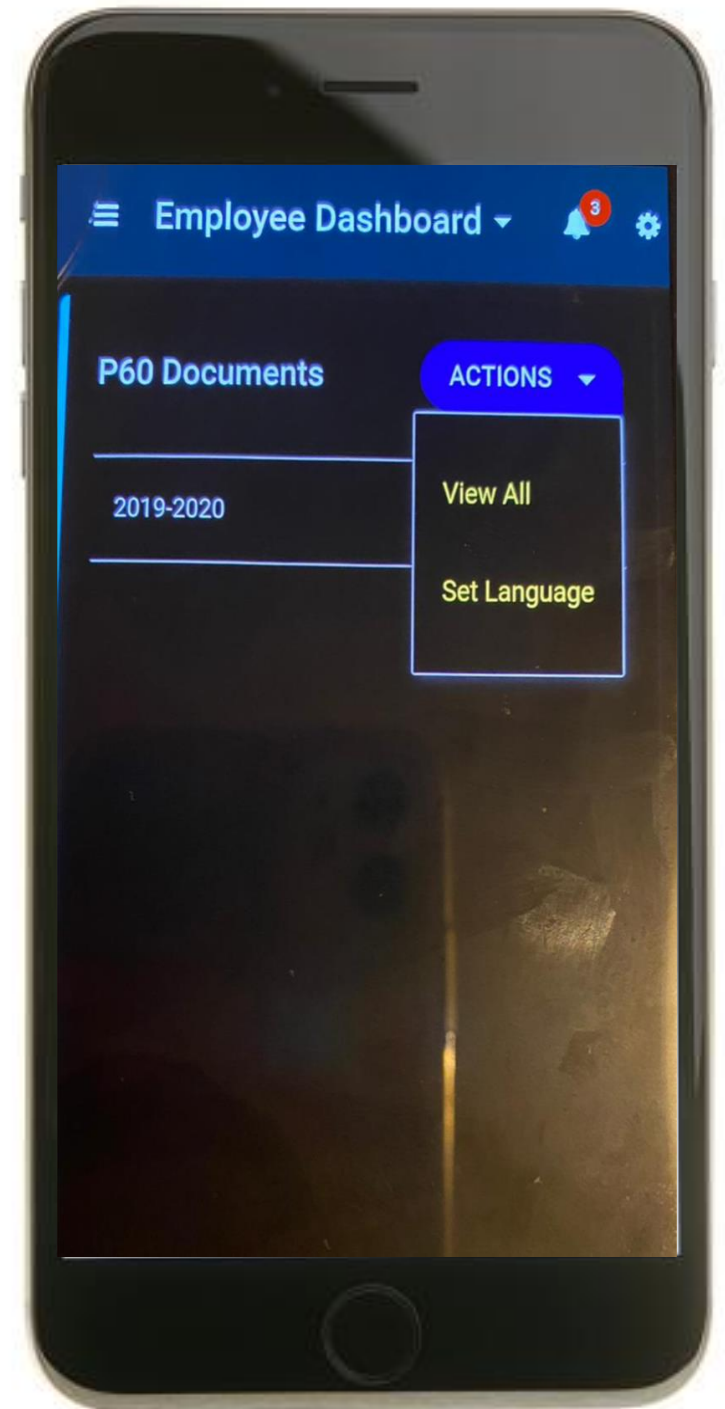 Employee Dashboard
3
P60 Documents
ACTIONS
2019-2020
View All
Set Language